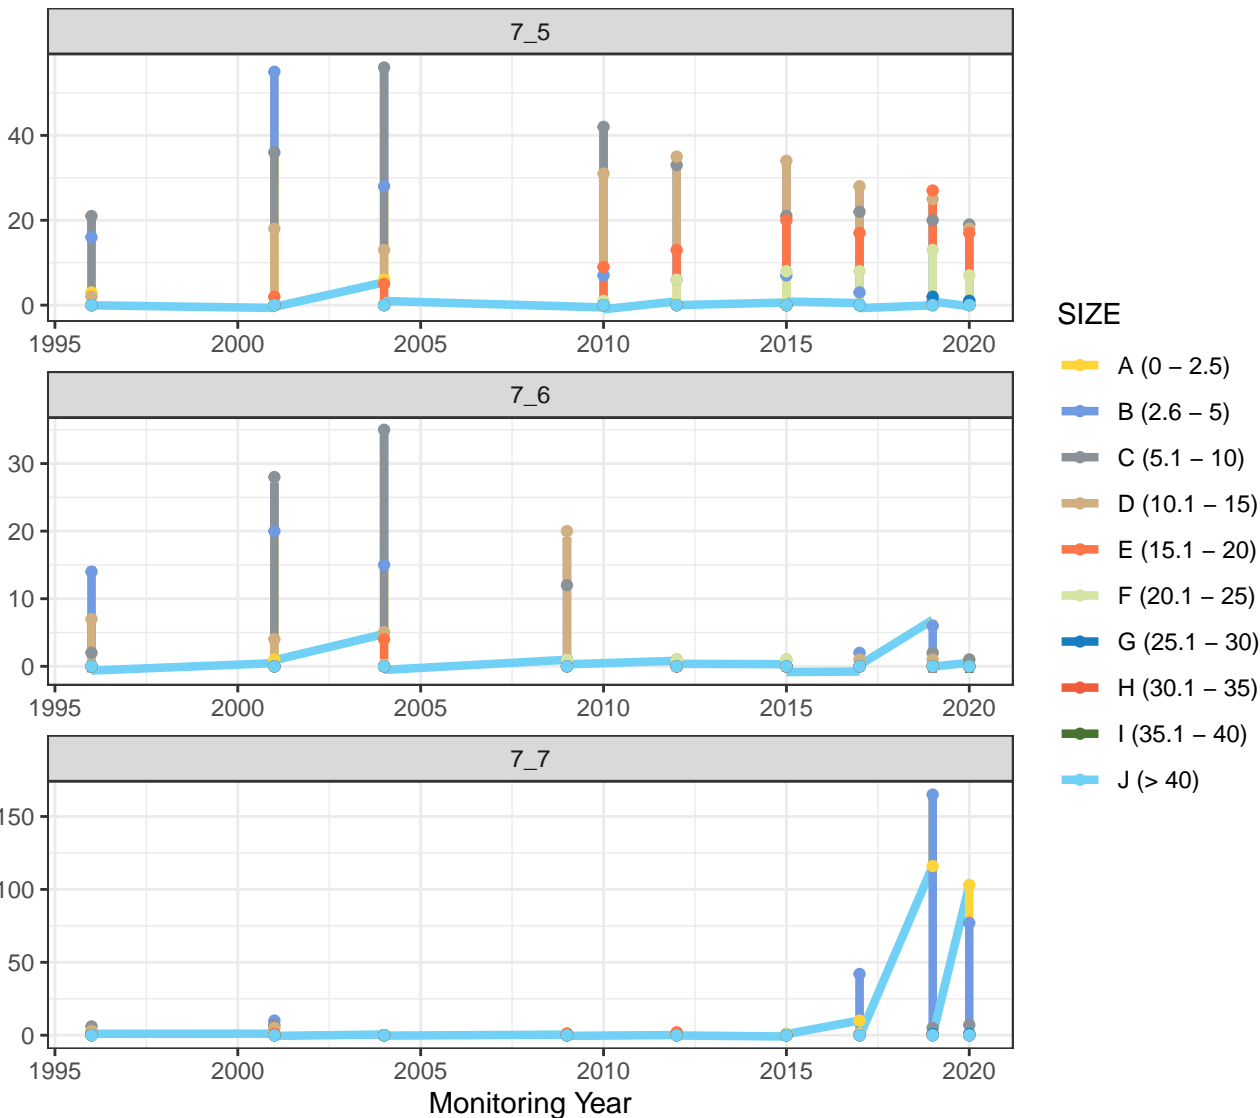 7_5
40
20
0
1995 2000 2005 2010 2015 2020
7_6
30
20
10
0
1995 2000 2005 2010 2015 2020
7_7
150
100
50
0
1995 2000 2005 2010 2015 2020
Monitoring Year
SIZE
A (0 − 2.5)
B (2.6 − 5)
C (5.1 − 10)
D (10.1 − 15)
E (15.1 − 20)
F (20.1 − 25)
G (25.1 − 30)
H (30.1 − 35)
I (35.1 − 40)
J (> 40)